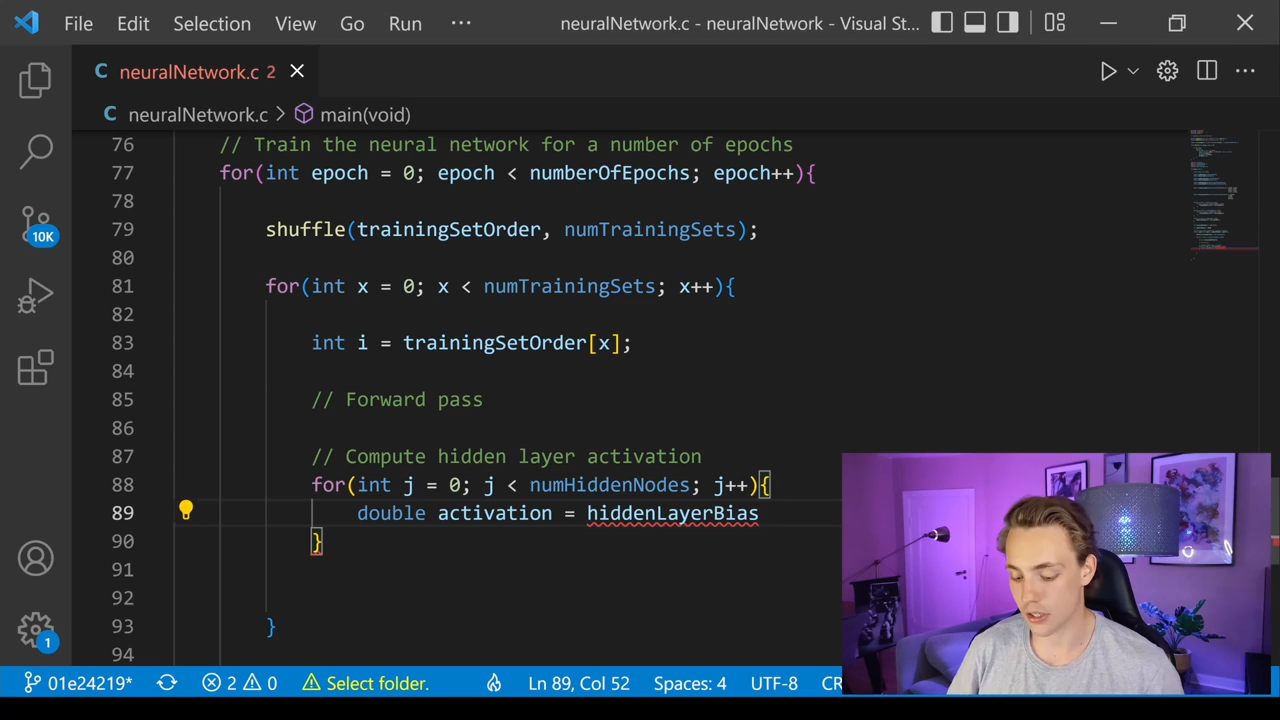 File Edit Selection View Go Run ··· neuralNetwork.c - neuralNetwork - Visual St...
C neuralNetwork.c 2
C neuralNetwork.c > main(void)
76 // Train the neural network for a number of epochs
77 for(int epoch = 0; epoch < numberOfEpochs; epoch++){
78
79 shuffle(trainingSetOrder, numTrainingSets);
80
81 for(int x = 0; x < numTrainingSets; x++){
82
83 int i = trainingSetOrder[x];
84
85 // Forward pass
86
87 // Compute hidden layer activation
88 for(int j = 0; j < numHiddenNodes; j++){
89 double activation = hiddenLayerBias
90 }
91
92
93 }
94
10K
1
01e24219* 2 0 Select folder. Ln 89, Col 52 Spaces: 4 UTF-8 CR